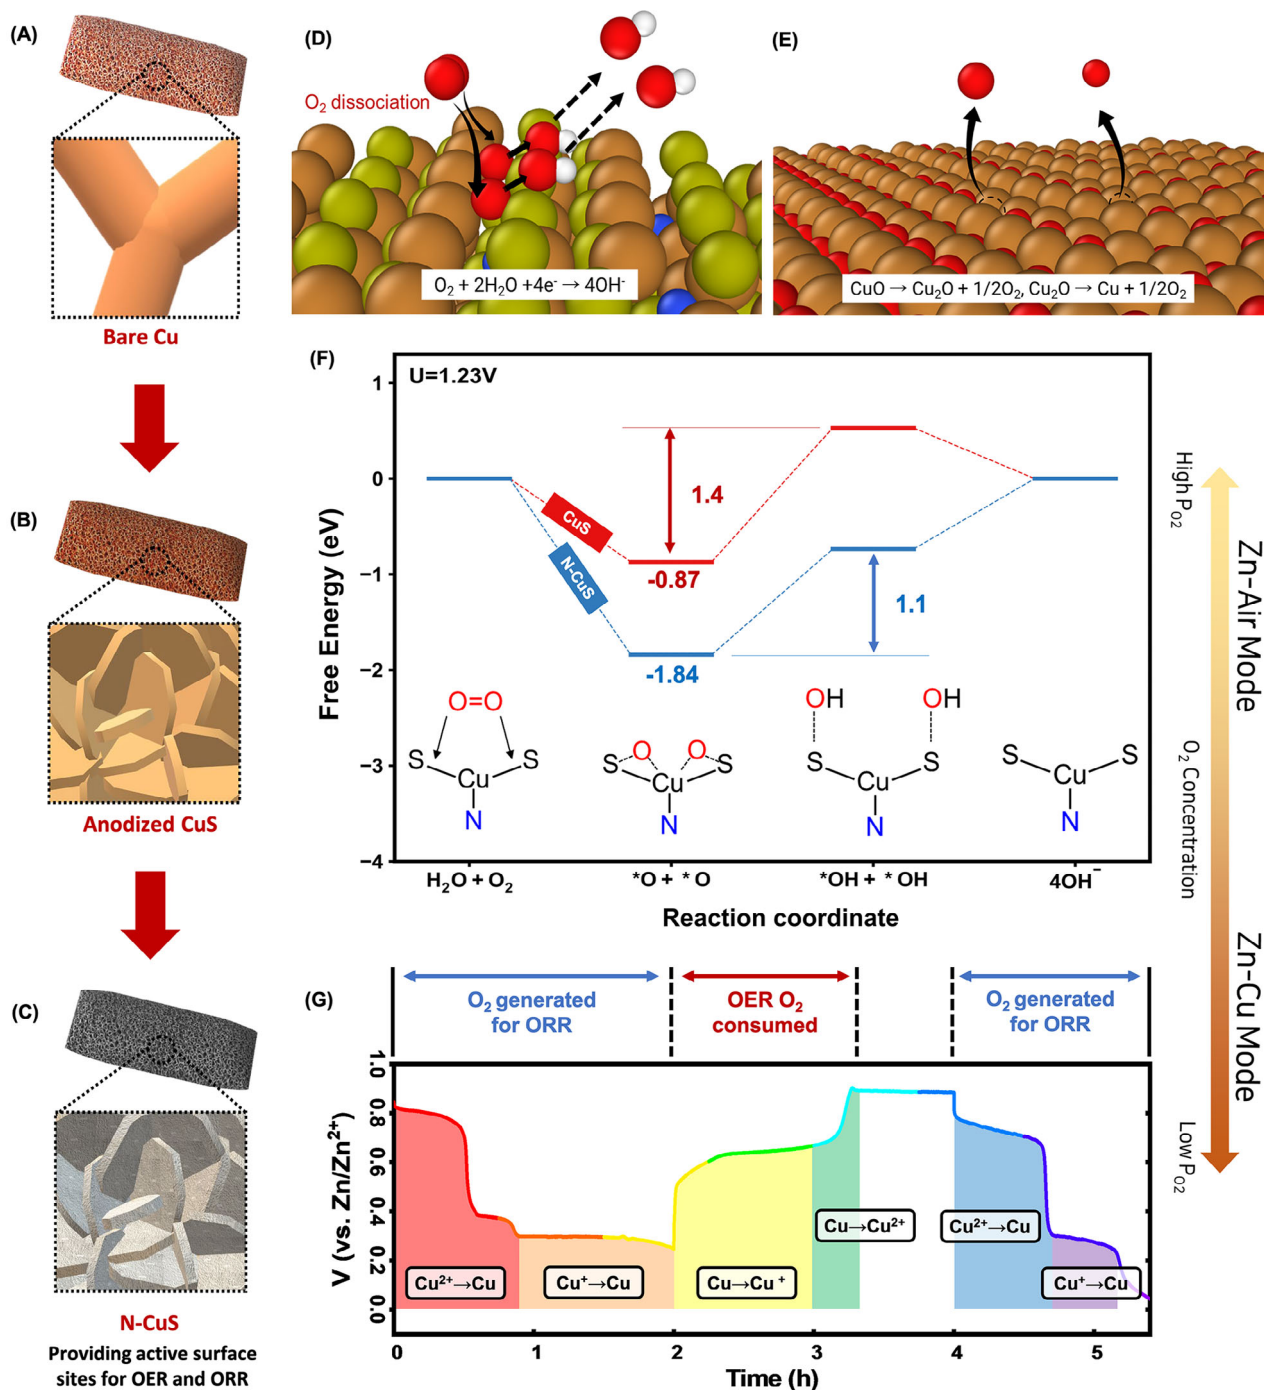 (A)
Bare Cu
(B)
Anodized CuS
(C)
N-CuS
Providing active surface
sites for OER and ORR
(D)
O₂ dissociation
O₂ + 2H₂O +4e⁻ → 4OH⁻
(E)
CuO → Cu₂O + 1/2O₂, Cu₂O → Cu + 1/2O₂
(F)
U=1.23V
1
0
−1
−2
−3
−4
Free Energy (eV)
CuS
N-CuS
1.4
-0.87
1.1
-1.84
O=O
S
S
Cu
N
O
O
S
S
Cu
N
OH
OH
S
S
Cu
N
S
S
Cu
N
H₂O + O₂
*O + *O
*OH + *OH
4OH⁻
Reaction coordinate
High P_O2
O₂ Concentration
Low P_O2
Zn-Air Mode
Zn-Cu Mode
(G)
O₂ generated
for ORR
OER O₂
consumed
O₂ generated
for ORR
V (vs. Zn/Zn²⁺)
1.0
0.8
0.6
0.4
0.2
0.0
Cu²⁺→Cu
Cu⁺→Cu
Cu→Cu⁺
Cu→Cu²⁺
Cu²⁺→Cu
Cu⁺→Cu
0
1
2
3
4
5
Time (h)